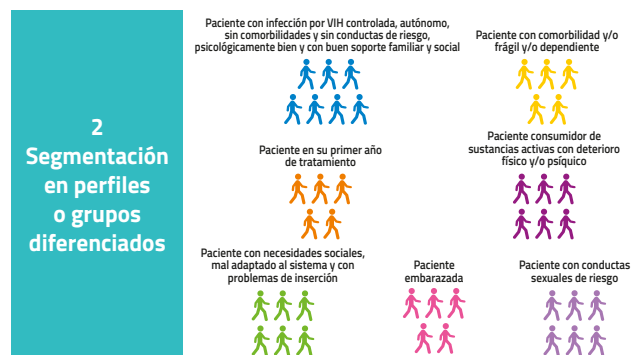 2
Segmentación
en perfiles
o grupos
diferenciados
Paciente con infección por VIH controlada, autónomo,
sin comorbilidades y sin conductas de riesgo,
psicológicamente bien y con buen soporte familiar y social
Paciente con comorbilidad y/o
frágil y/o dependiente
Paciente en su primer año
de tratamiento
Paciente consumidor de
sustancias activas con deterioro
físico y/o psíquico
Paciente con necesidades sociales,
mal adaptado al sistema y con
problemas de inserción
Paciente
embarazada
Paciente con conductas
sexuales de riesgo